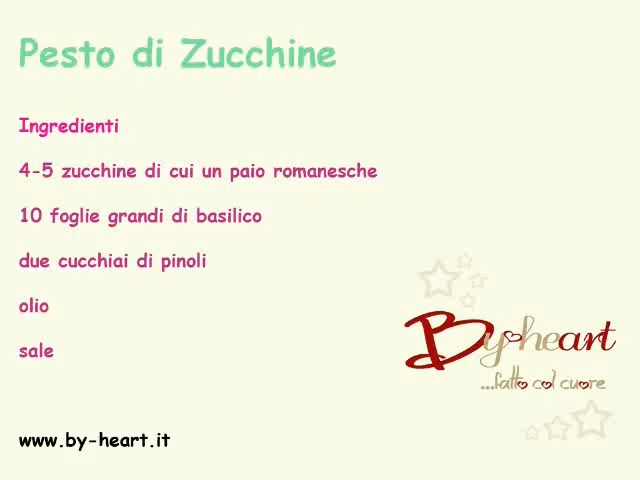 Pesto di Zucchine
Ingredienti
4-5 zucchine di cui un paio romanesche
10 foglie grandi di basilico
due cucchiai di pinoli
olio
sale
By-heart
...fatto col cuore
www.by-heart.it